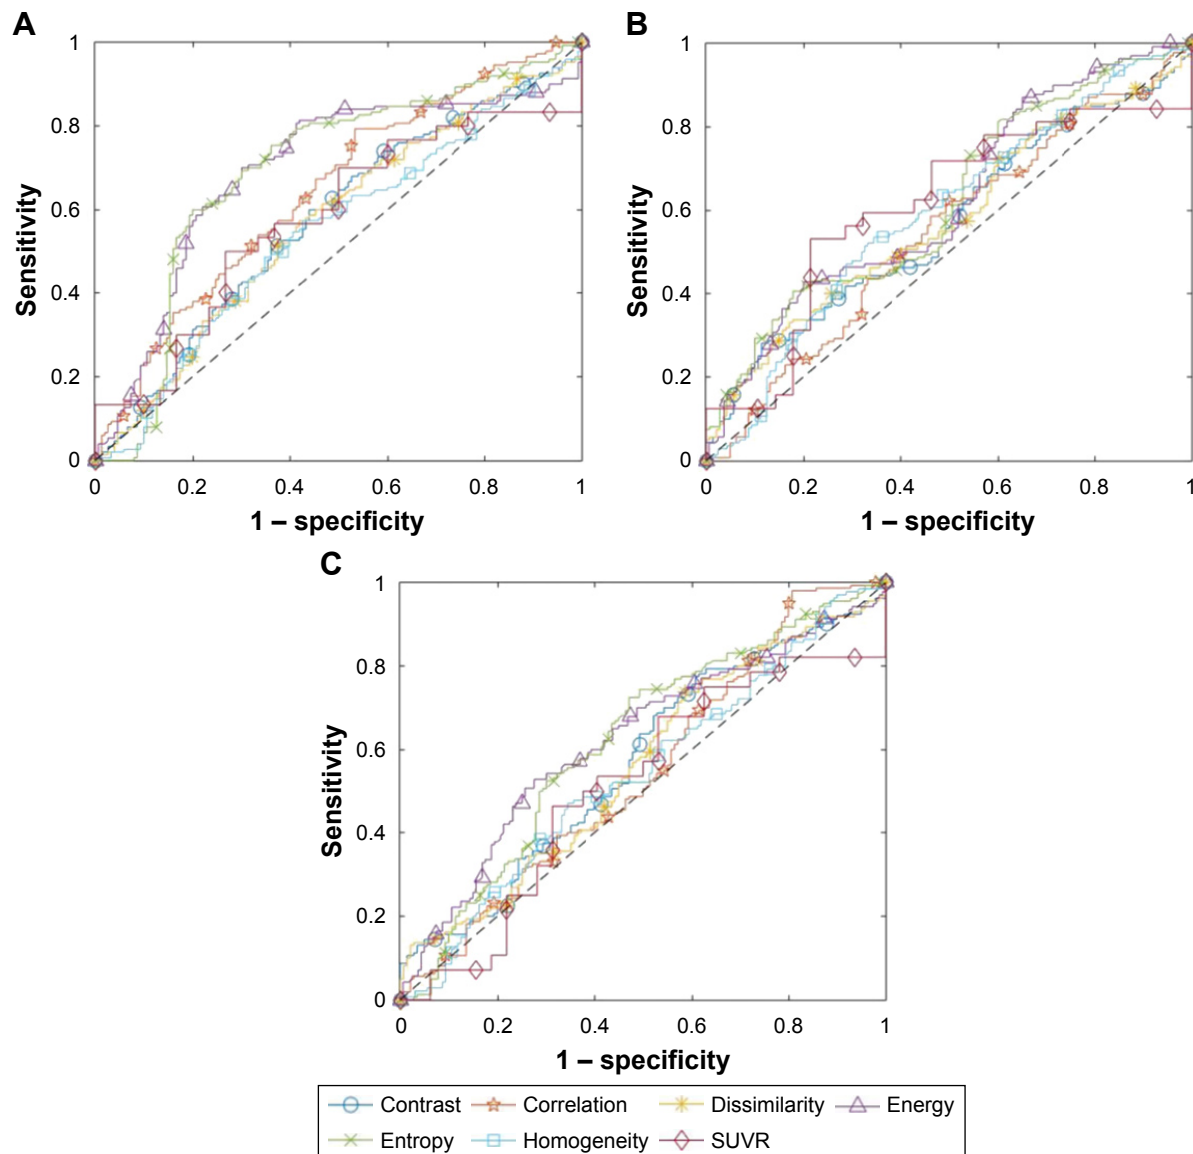 A
B
1
0.8
0.6
0.4
0.2
0
Sensitivity
0 0.2 0.4 0.6 0.8 1
1 – specificity
1
0.8
0.6
0.4
0.2
0
Sensitivity
0 0.2 0.4 0.6 0.8 1
1 – specificity
C
1
0.8
0.6
0.4
0.2
0
Sensitivity
0 0.2 0.4 0.6 0.8 1
1 – specificity
Contrast Correlation Dissimilarity Energy
Entropy Homogeneity SUVR